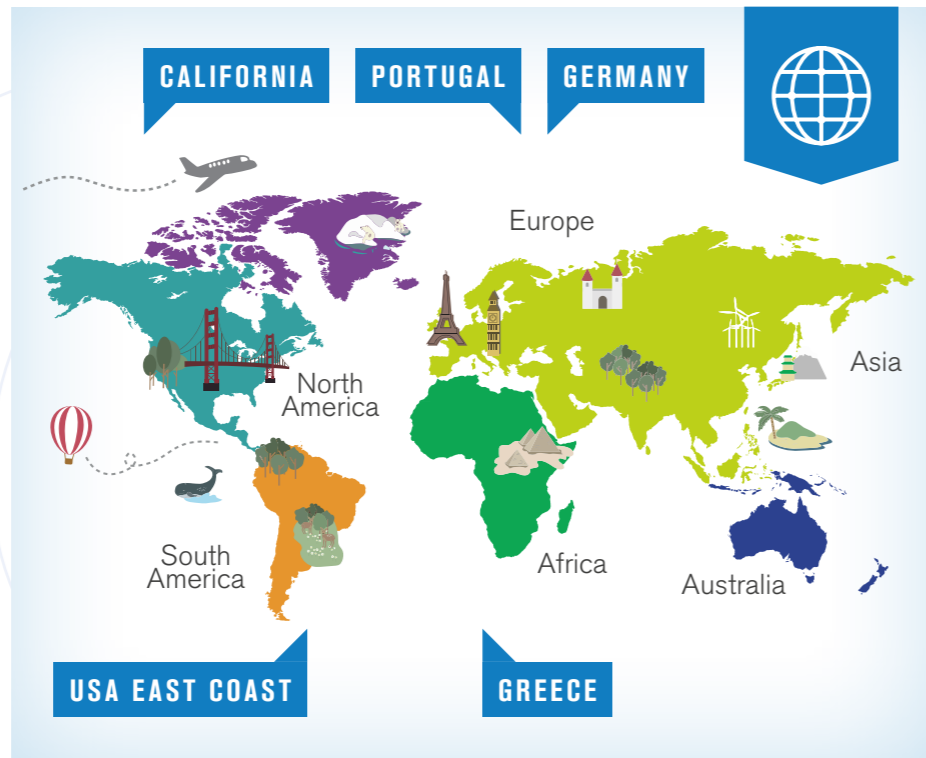 CALIFORNIA
PORTUGAL
GERMANY
Europe
Asia
North
America
South
America
Africa
Australia
USA EAST COAST
GREECE